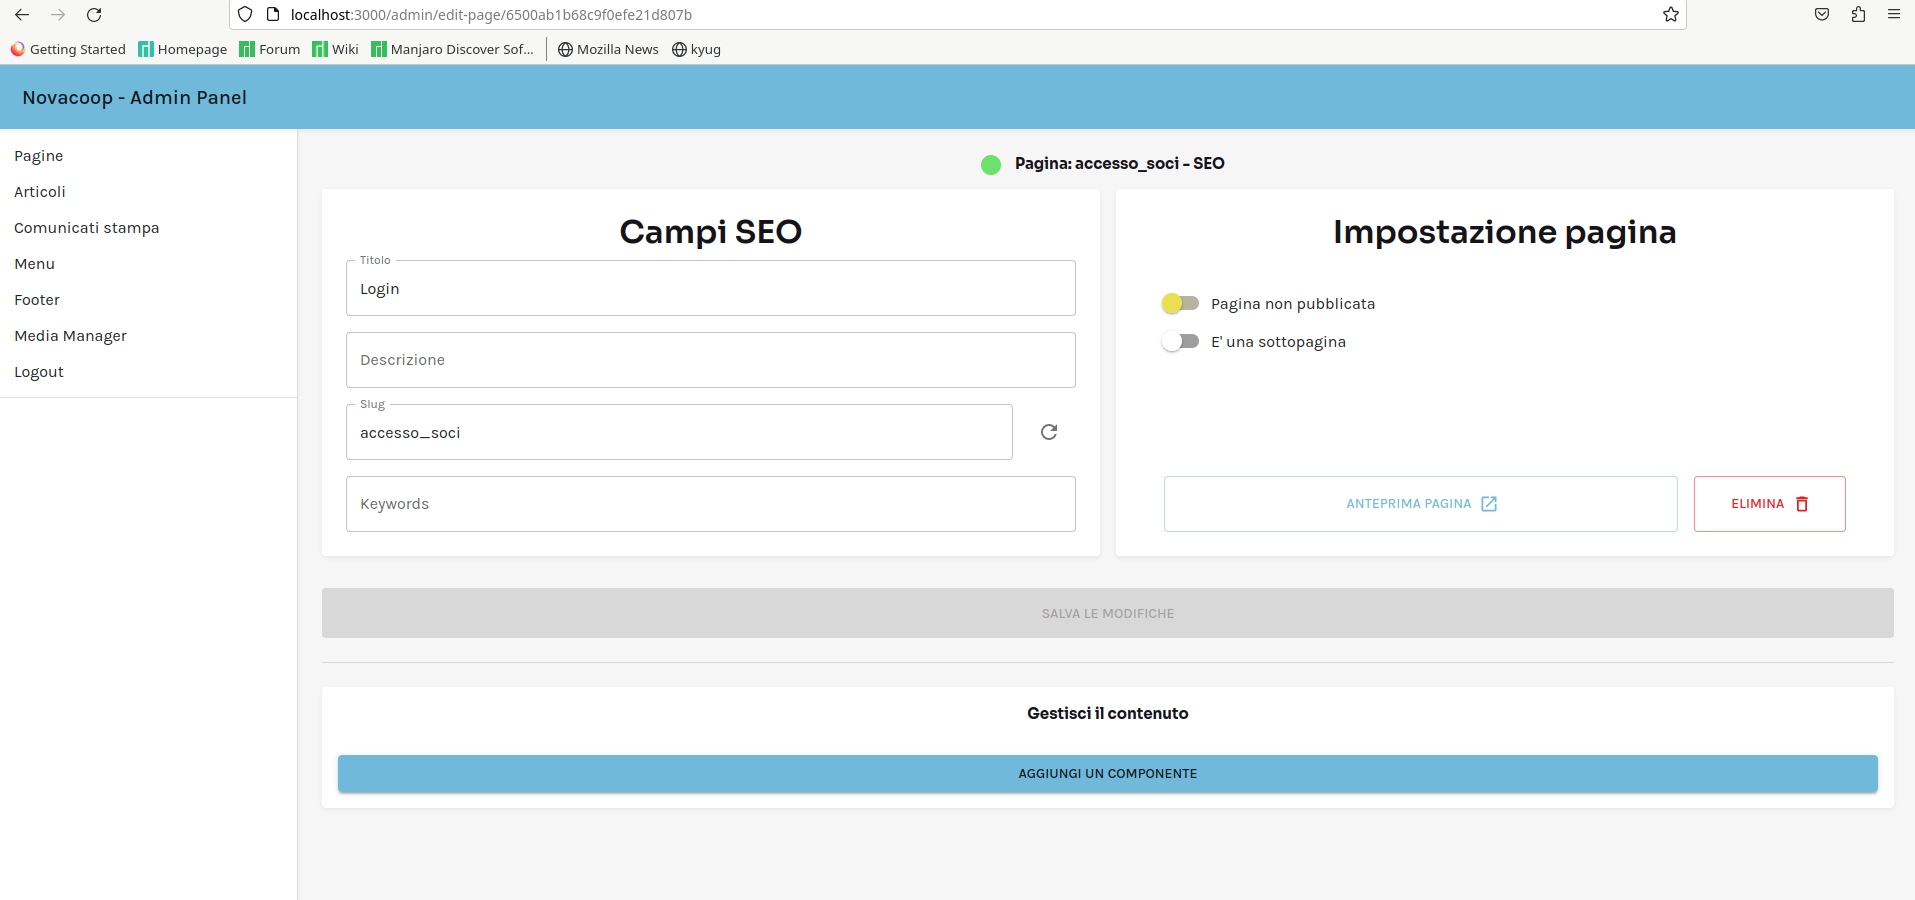 localhost:3000/admin/edit-page/6500ab1b68c9f0efe21d807b
Getting Started Homepage Forum Wiki Manjaro Discover Sof... Mozilla News kyug
Novacoop - Admin Panel
Pagine
Articoli
Comunicati stampa
Menu
Footer
Media Manager
Logout
Pagina: accesso_soci - SEO
Campi SEO
Titolo
Login
Descrizione
Slug
accesso_soci
Keywords
Impostazione pagina
Pagina non pubblicata
E' una sottopagina
ANTEPRIMA PAGINA
ELIMINA
SALVA LE MODIFICHE
Gestisci il contenuto
AGGIUNGI UN COMPONENTE